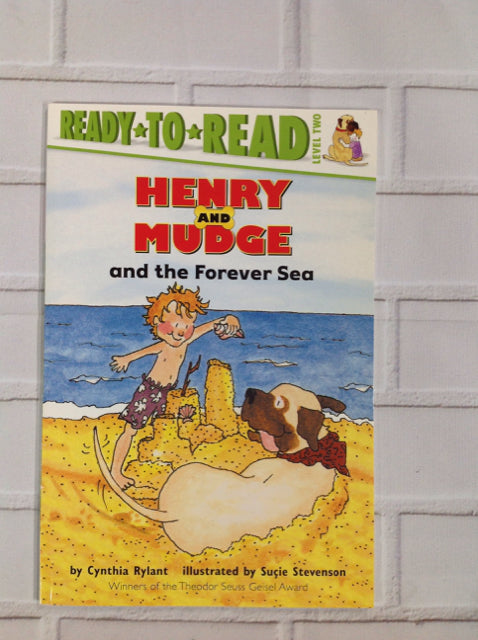 READY★TO★READ
LEVEL TWO
HENRY
AND
MUDGE
and the Forever Sea
by Cynthia Rylant illustrated by Suçie Stevenson
Winners of the Theodor Seuss Geisel Award